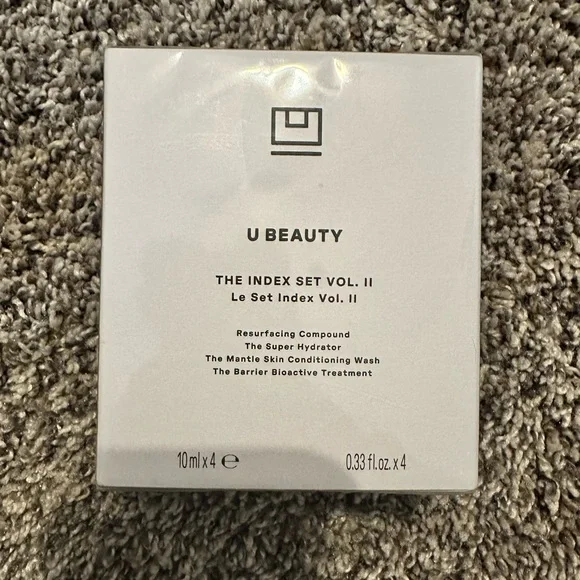 U BEAUTY
THE INDEX SET VOL. II
Le Set Index Vol. II
Resurfacing Compound
The Super Hydrator
The Mantle Skin Conditioning Wash
The Barrier Bioactive Treatment
10 ml x 4 ℮ 0.33 fl.oz. x 4